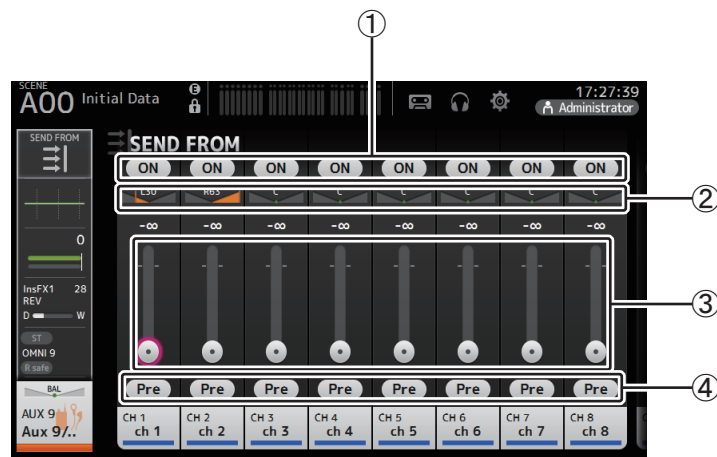 ①
SCENE
A00 Initial Data
E
17:27:39
Administrator
SEND FROM
SEND FROM
ON ON ON ON ON ON ON ON
②
L30 R63 C C C C C C
-∞ -∞ -∞ -∞ -∞ -∞ -∞ -∞
0
InsFX1 28
REV
D W
③
ST
OMNI 9
R safe
Pre Pre Pre Pre Pre Pre Pre Pre
④
BAL
AUX 9
Aux 9/..
CH 1 CH 2 CH 3 CH 4 CH 5 CH 6 CH 7 CH 8
ch 1 ch 2 ch 3 ch 4 ch 5 ch 6 ch 7 ch 8